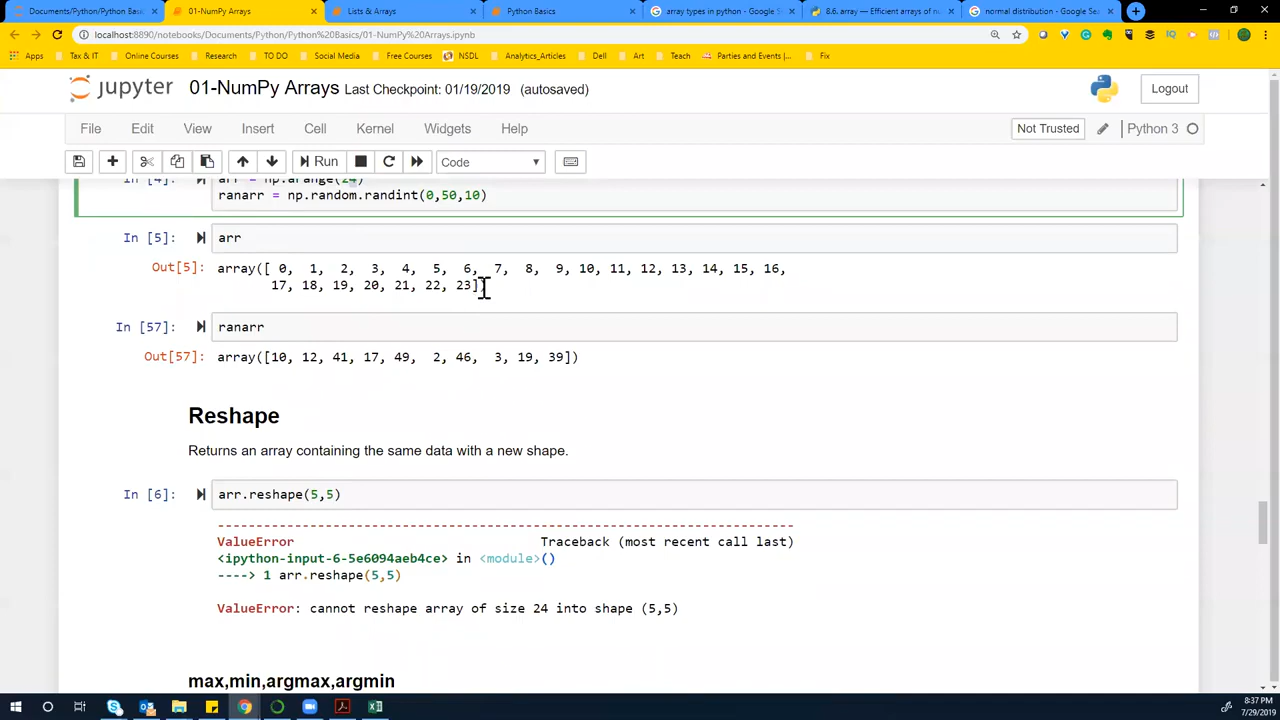 Documents/Python/Python Basi
01-NumPy Arrays
Lists & Arrays
Python Basics
array types in python - Google S
8.6. array — Efficient arrays of nu
normal distribution - Google Sea
localhost:8890/notebooks/Documents/Python/Python%20Basics/01-NumPy%20Arrays.ipynb
Apps
Tax & IT
Online Courses
Research
TO DO
Social Media
Free Courses
NSDL
Analytics_Articles
Dell
Art
Teach
Parties and Events |...
Fix
jupyter 01-NumPy Arrays Last Checkpoint: 01/19/2019 (autosaved)
Logout
File Edit View Insert Cell Kernel Widgets Help
Not Trusted
Python 3
Run
Code
In [4]: arr = np.arange(24)
ranarr = np.random.randint(0,50,10)
In [5]: arr
Out[5]: array([ 0, 1, 2, 3, 4, 5, 6, 7, 8, 9, 10, 11, 12, 13, 14, 15, 16,
17, 18, 19, 20, 21, 22, 23])
In [57]: ranarr
Out[57]: array([10, 12, 41, 17, 49, 2, 46, 3, 19, 39])
Reshape
Returns an array containing the same data with a new shape.
In [6]: arr.reshape(5,5)
---------------------------------------------------------------------------
ValueError Traceback (most recent call last)
<ipython-input-6-5e6094aeb4ce> in <module>()
----> 1 arr.reshape(5,5)
ValueError: cannot reshape array of size 24 into shape (5,5)
max,min,argmax,argmin
8:37 PM
7/29/2019